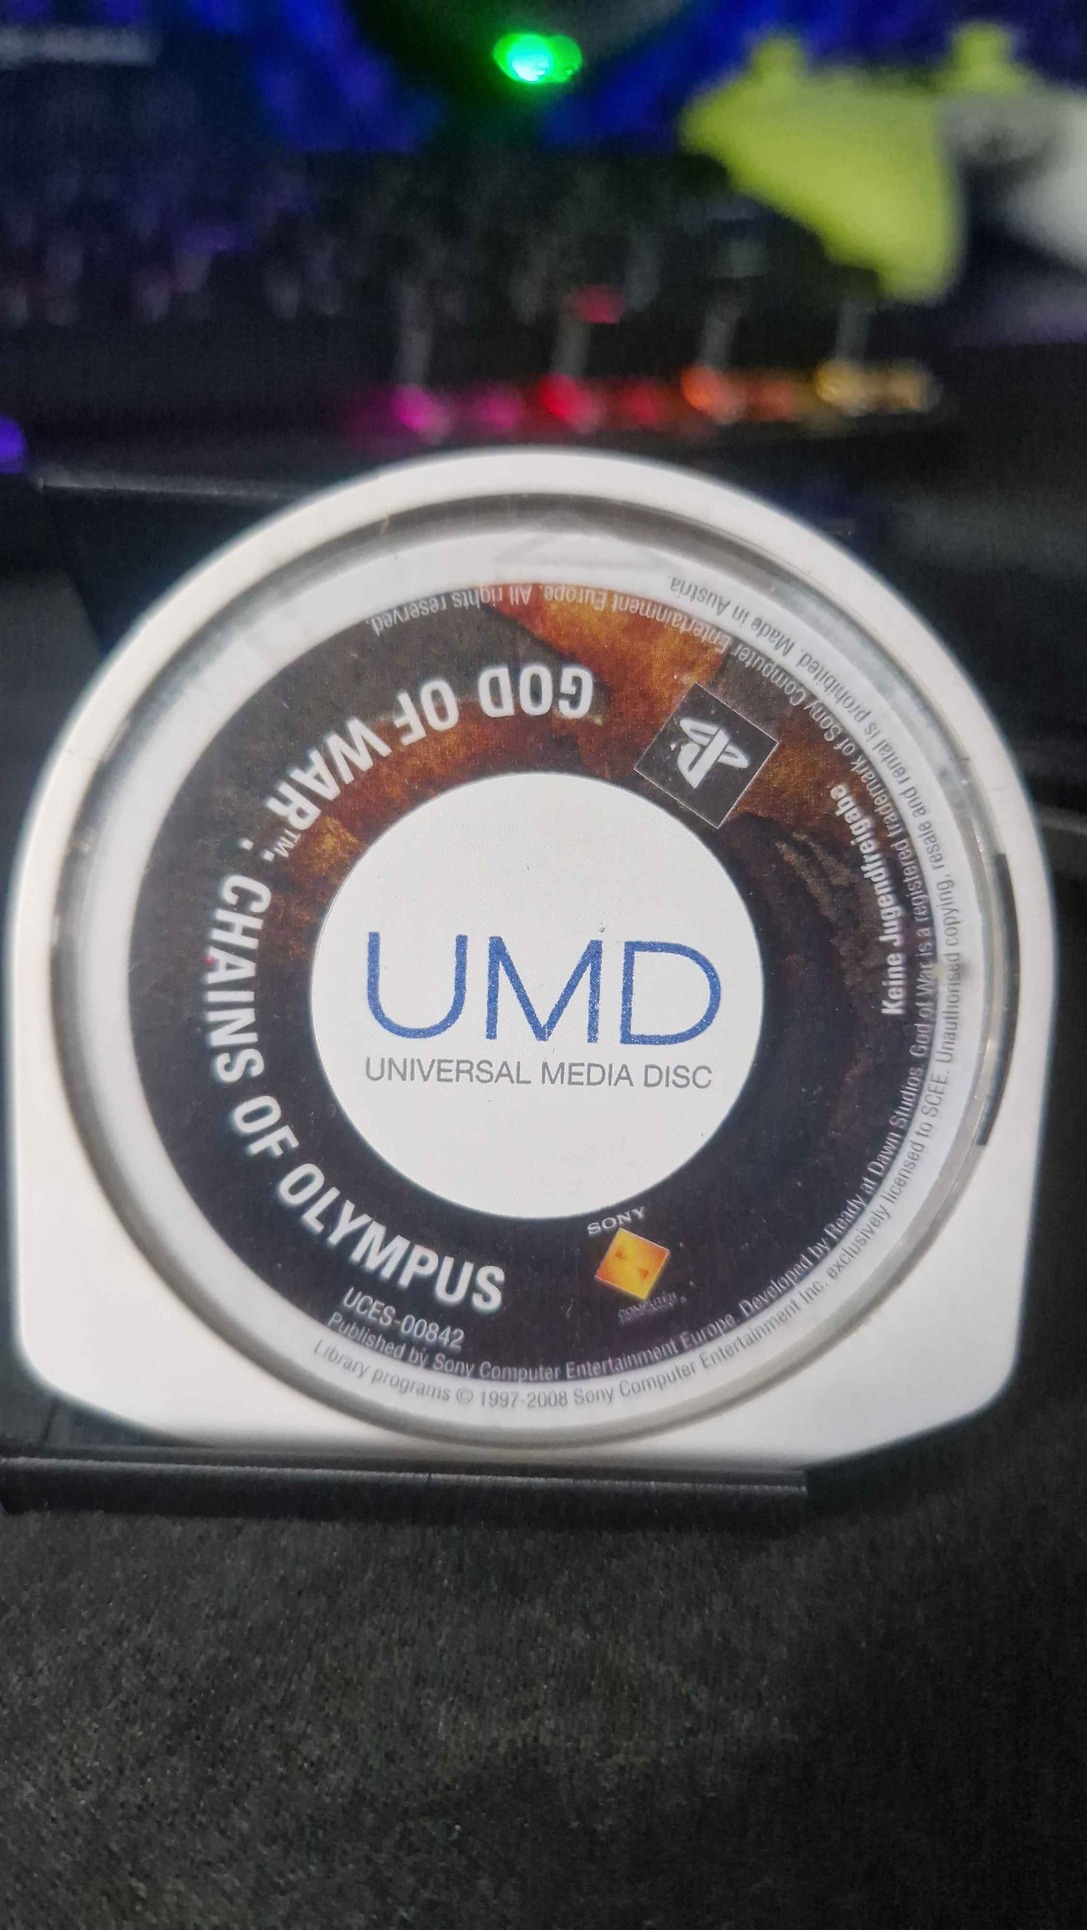 GOD OF WAR™: CHAINS OF OLYMPUS
UMD
UNIVERSAL MEDIA DISC
Keine Jugendfreigabe
SONY
COMPUTER
UCES-00842
Published by Sony Computer Entertainment Europe. Developed by Ready at Dawn Studios. God of War is a registered trademark of Sony Computer Entertainment Europe. All rights reserved.
Library programs © 1997-2008 Sony Computer Entertainment Inc. exclusively licensed to SCEE. Unauthorised copying, resale and rental is prohibited. Made in Austria.